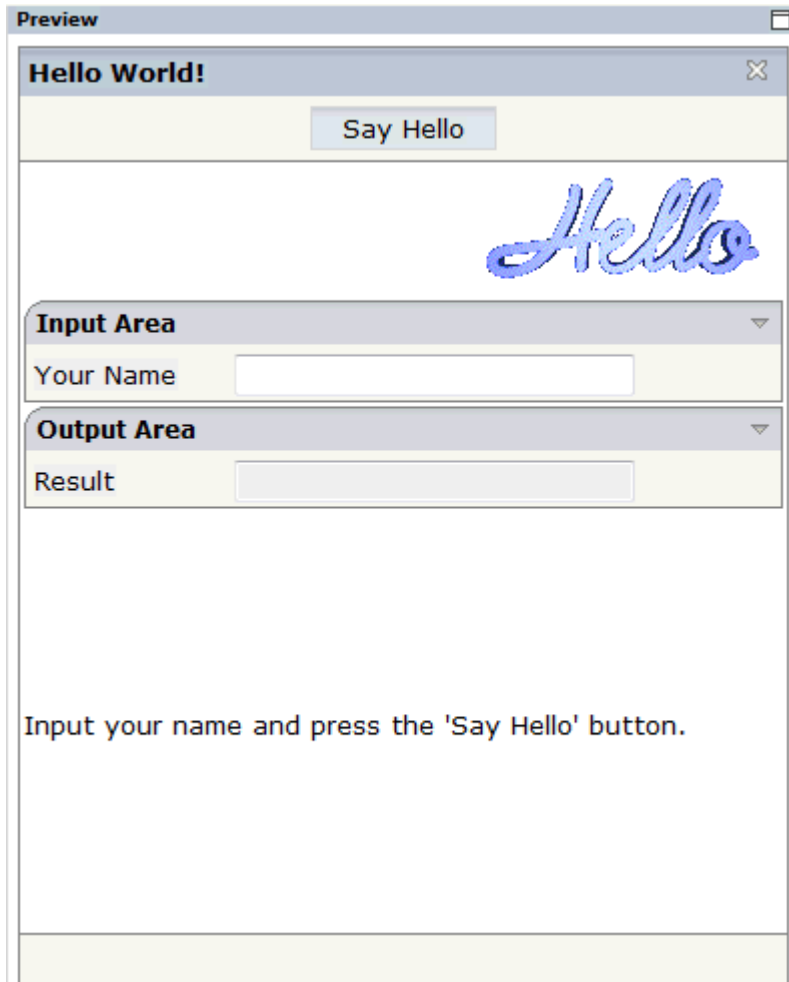 Preview
Hello World!
Say Hello
Hello
Input Area
Your Name
Output Area
Result
Input your name and press the 'Say Hello' button.